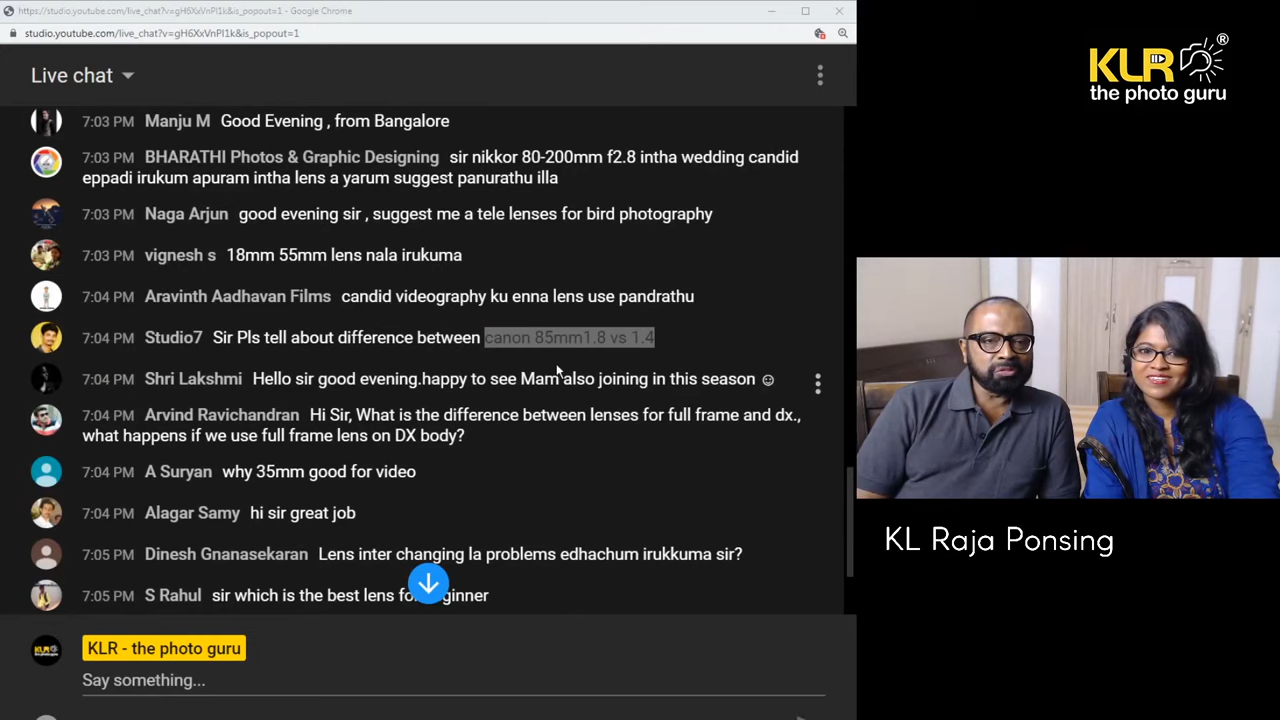 https://studio.youtube.com/live_chat?v=gH6XxVnPI1k&is_popout=1 - Google Chrome
studio.youtube.com/live_chat?v=gH6XxVnPI1k&is_popout=1
Live chat
7:03 PM Manju M Good Evening , from Bangalore
7:03 PM BHARATHI Photos & Graphic Designing sir nikkor 80-200mm f2.8 intha wedding candid
eppadi irukum apuram intha lens a yarum suggest panurathu illa
7:03 PM Naga Arjun good evening sir , suggest me a tele lenses for bird photography
7:03 PM vignesh s 18mm 55mm lens nala irukuma
7:04 PM Aravinth Aadhavan Films candid videography ku enna lens use pandrathu
7:04 PM Studio7 Sir Pls tell about difference between canon 85mm1.8 vs 1.4
7:04 PM Shri Lakshmi Hello sir good evening.happy to see Mam also joining in this season ☺
7:04 PM Arvind Ravichandran Hi Sir, What is the difference between lenses for full frame and dx.,
what happens if we use full frame lens on DX body?
7:04 PM A Suryan why 35mm good for video
7:04 PM Alagar Samy hi sir great job
7:05 PM Dinesh Gnanasekaran Lens inter changing la problems edhachum irukkuma sir?
7:05 PM S Rahul sir which is the best lens
KLR - the photo guru
Say something...
KLR ®
the photo guru
KL Raja Ponsing